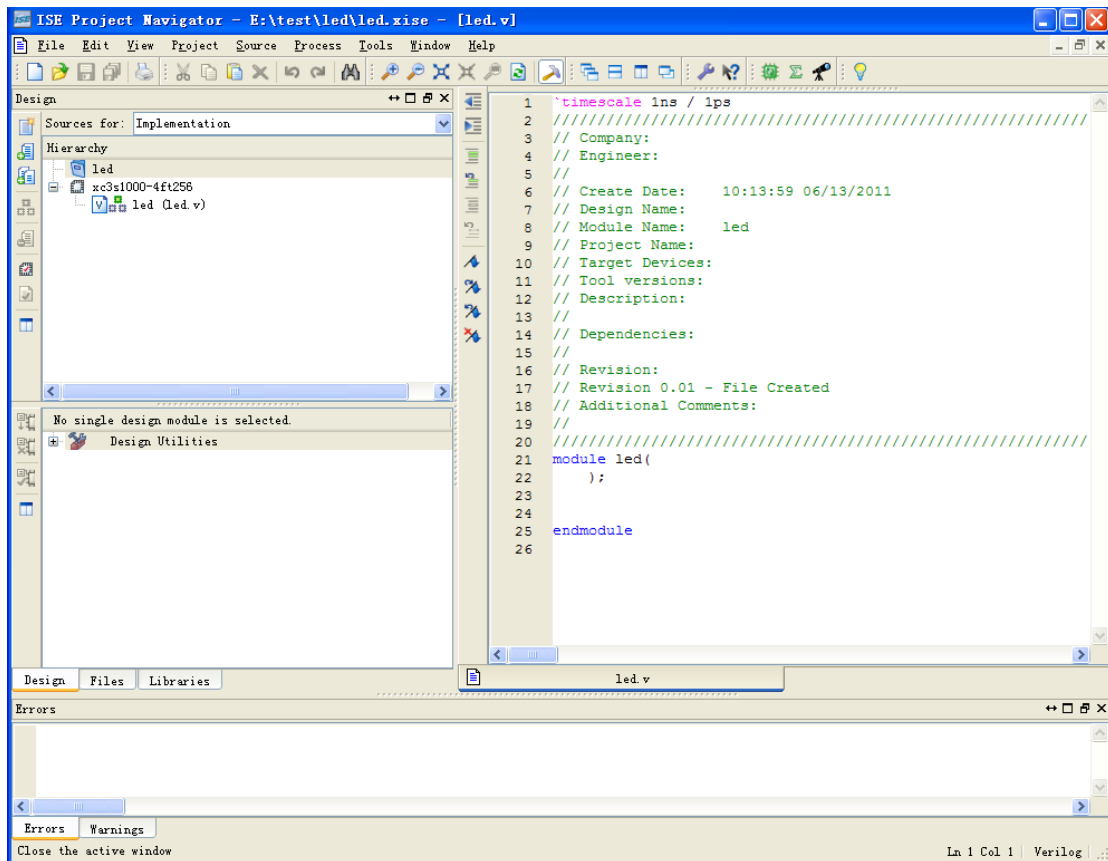 ISE Project Navigator - E:\test\led\led.xise - [led.v]
File Edit View Project Source Process Tools Window Help
Design
Sources for: Implementation
Hierarchy
led
xc3s1000-4ft256
led (led.v)
No single design module is selected.
Design Utilities
Design Files Libraries
1 `timescale 1ns / 1ps
2 //////////////////////////////////////////////////////////////
3 // Company:
4 // Engineer:
5 //
6 // Create Date: 10:13:59 06/13/2011
7 // Design Name:
8 // Module Name: led
9 // Project Name:
10 // Target Devices:
11 // Tool versions:
12 // Description:
13 //
14 // Dependencies:
15 //
16 // Revision:
17 // Revision 0.01 - File Created
18 // Additional Comments:
19 //
20 //////////////////////////////////////////////////////////////
21 module led(
22 );
23
24
25 endmodule
26
led.v
Errors
Errors Warnings
Close the active window
Ln 1 Col 1 Verilog